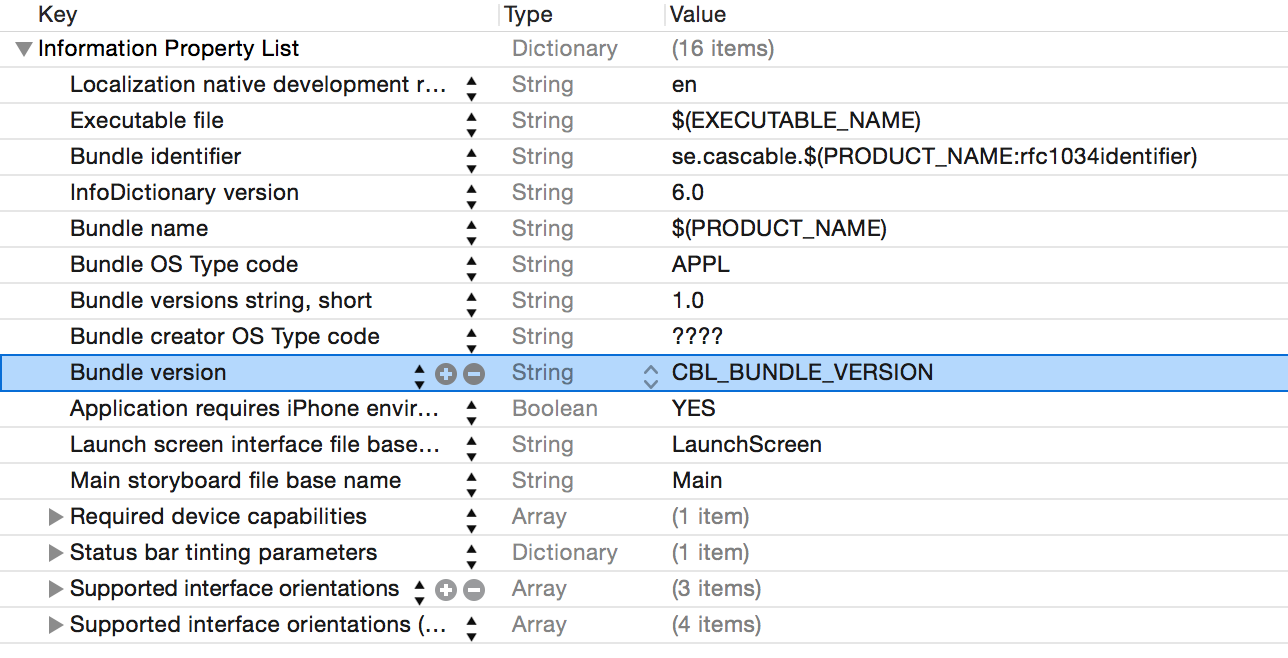 Key Type Value
Information Property List Dictionary (16 items)
Localization native development r... String en
Executable file String $(EXECUTABLE_NAME)
Bundle identifier String se.cascable.$(PRODUCT_NAME:rfc1034identifier)
InfoDictionary version String 6.0
Bundle name String $(PRODUCT_NAME)
Bundle OS Type code String APPL
Bundle versions string, short String 1.0
Bundle creator OS Type code String ????
Bundle version String CBL_BUNDLE_VERSION
Application requires iPhone envir... Boolean YES
Launch screen interface file base... String LaunchScreen
Main storyboard file base name String Main
Required device capabilities Array (1 item)
Status bar tinting parameters Dictionary (1 item)
Supported interface orientations Array (3 items)
Supported interface orientations (... Array (4 items)